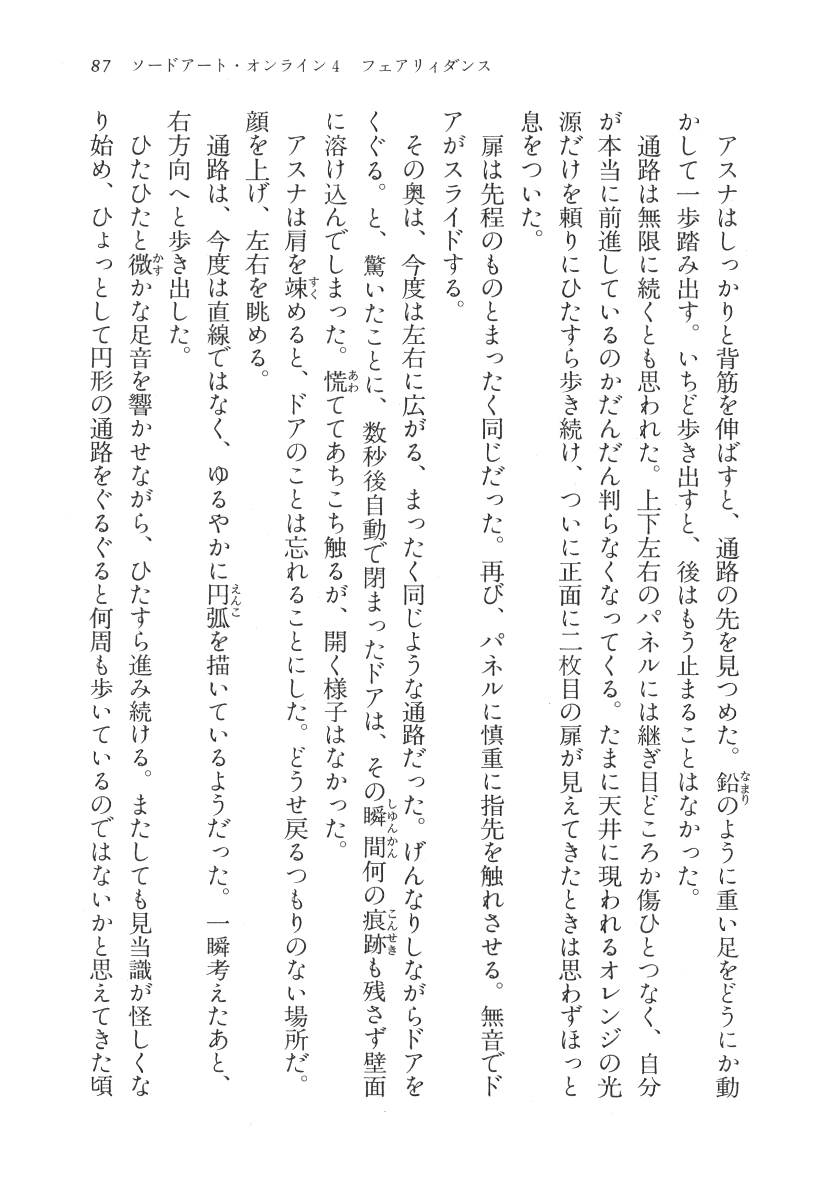 87　ソードアート・オンライン4　フェアリィダンス
　アスナはしっかりと背筋を伸ばすと、通路の先を見つめた。鉛のように重い足をどうにか動
かして一歩踏み出す。いちど歩き出すと、後はもう止まることはなかった。
　通路は無限に続くとも思われた。上下左右のパネルには継ぎ目どころか傷ひとつなく、自分
が本当に前進しているのかだんだん判らなくなってくる。たまに天井に現われるオレンジの光
源だけを頼りにひたすら歩き続け、ついに正面に二枚目の扉が見えてきたときは思わずほっと
息をついた。
　扉は先程のものとまったく同じだった。再び、パネルに慎重に指先を触れさせる。無音でド
アがスライドする。
　その奥は、今度は左右に広がる、まったく同じような通路だった。げんなりしながらドアを
くぐる。と、驚いたことに、数秒後自動で閉まったドアは、その瞬間何の痕跡も残さず壁面
に溶け込んでしまった。慌ててあちこち触るが、開く様子はなかった。
　アスナは肩を竦めると、ドアのことは忘れることにした。どうせ戻るつもりのない場所だ。
顔を上げ、左右を眺める。
　通路は、今度は直線ではなく、ゆるやかに円弧を描いているようだった。一瞬考えたあと、
右方向へと歩き出した。
　ひたひたと微かな足音を響かせながら、ひたすら進み続ける。またしても見当識が怪しくな
り始め、ひょっとして円形の通路をぐるぐると何周も歩いているのではないかと思えてきた頃